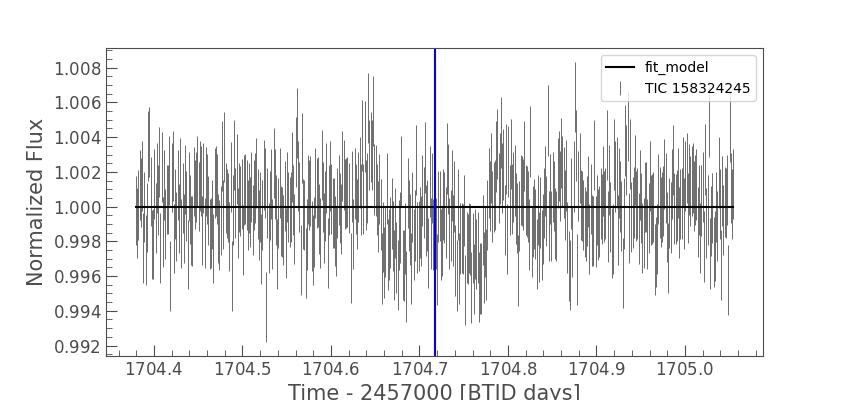 fit_model
TIC 158324245
1.008
1.006
1.004
1.002
1.000
0.998
0.996
0.994
0.992
Normalized Flux
1704.4 1704.5 1704.6 1704.7 1704.8 1704.9 1705.0
Time - 2457000 [BTJD days]